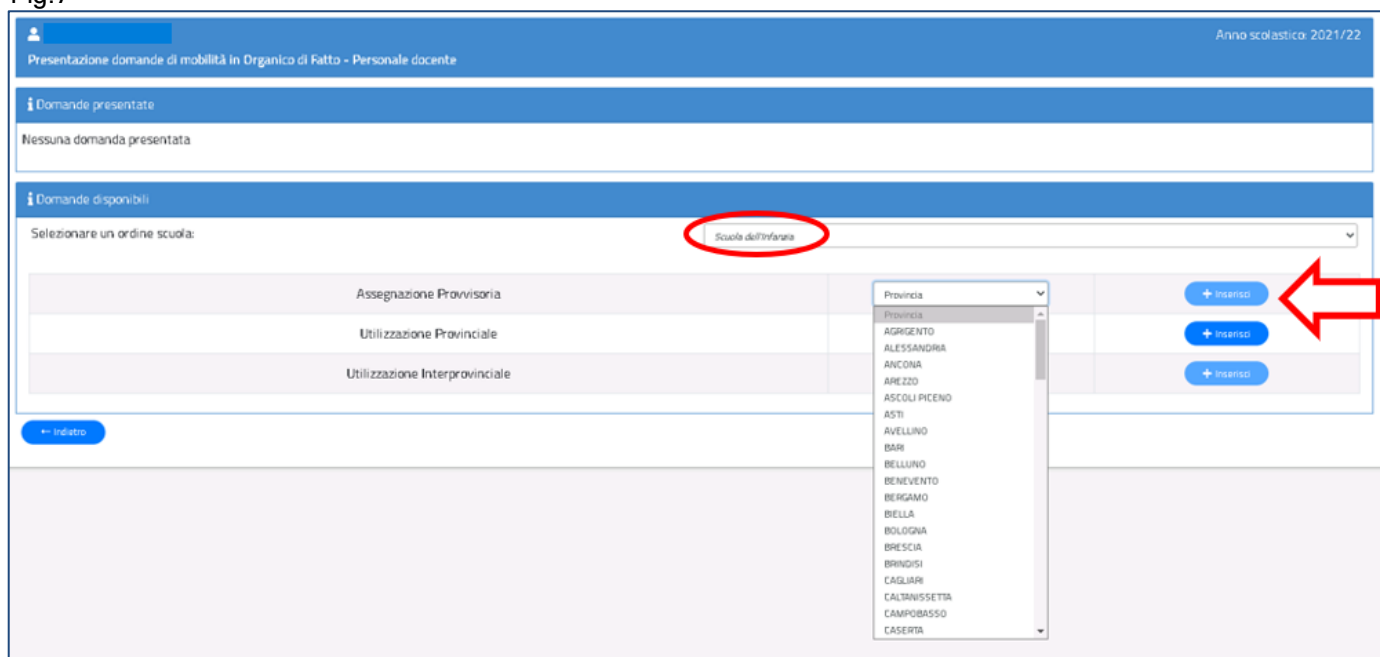 Fig.7
Anno scolastico: 2021/22
Presentazione domande di mobilità in Organico di Fatto - Personale docente
Domande presentate
Nessuna domanda presentata
Domande disponibili
Selezionare un ordine scuola:
Scuola dell'Infanzia
Assegnazione Provvisoria
Provincia
+ Inserisci
Utilizzazione Provinciale
+ Inserisci
Utilizzazione Interprovinciale
+ Inserisci
Provincia
AGRIGENTO
ALESSANDRIA
ANCONA
AREZZO
ASCOLI PICENO
ASTI
AVELLINO
BARI
BELLUNO
BENEVENTO
BERGAMO
BIELLA
BOLOGNA
BRESCIA
BRINDISI
CAGLIARI
CALTANISSETTA
CAMPOBASSO
CASERTA
← Indietro